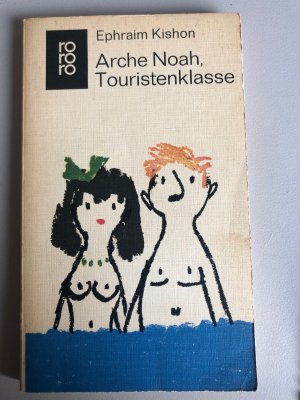 ro
ro
ro
Ephraim Kishon
Arche Noah,
Touristenklasse